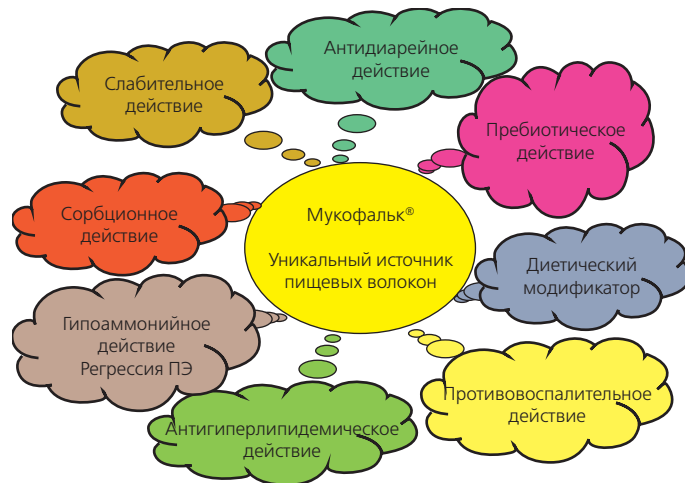 Антидиарейное
действие
Слабительное
действие
Пребиотическое
действие
Мукофальк®
Уникальный источник
пищевых волокон
Сорбционное
действие
Диетический
модификатор
Гипоаммонийное
действие
Регрессия ПЭ
Противовоспалительное
действие
Антигиперлипидемическое
действие